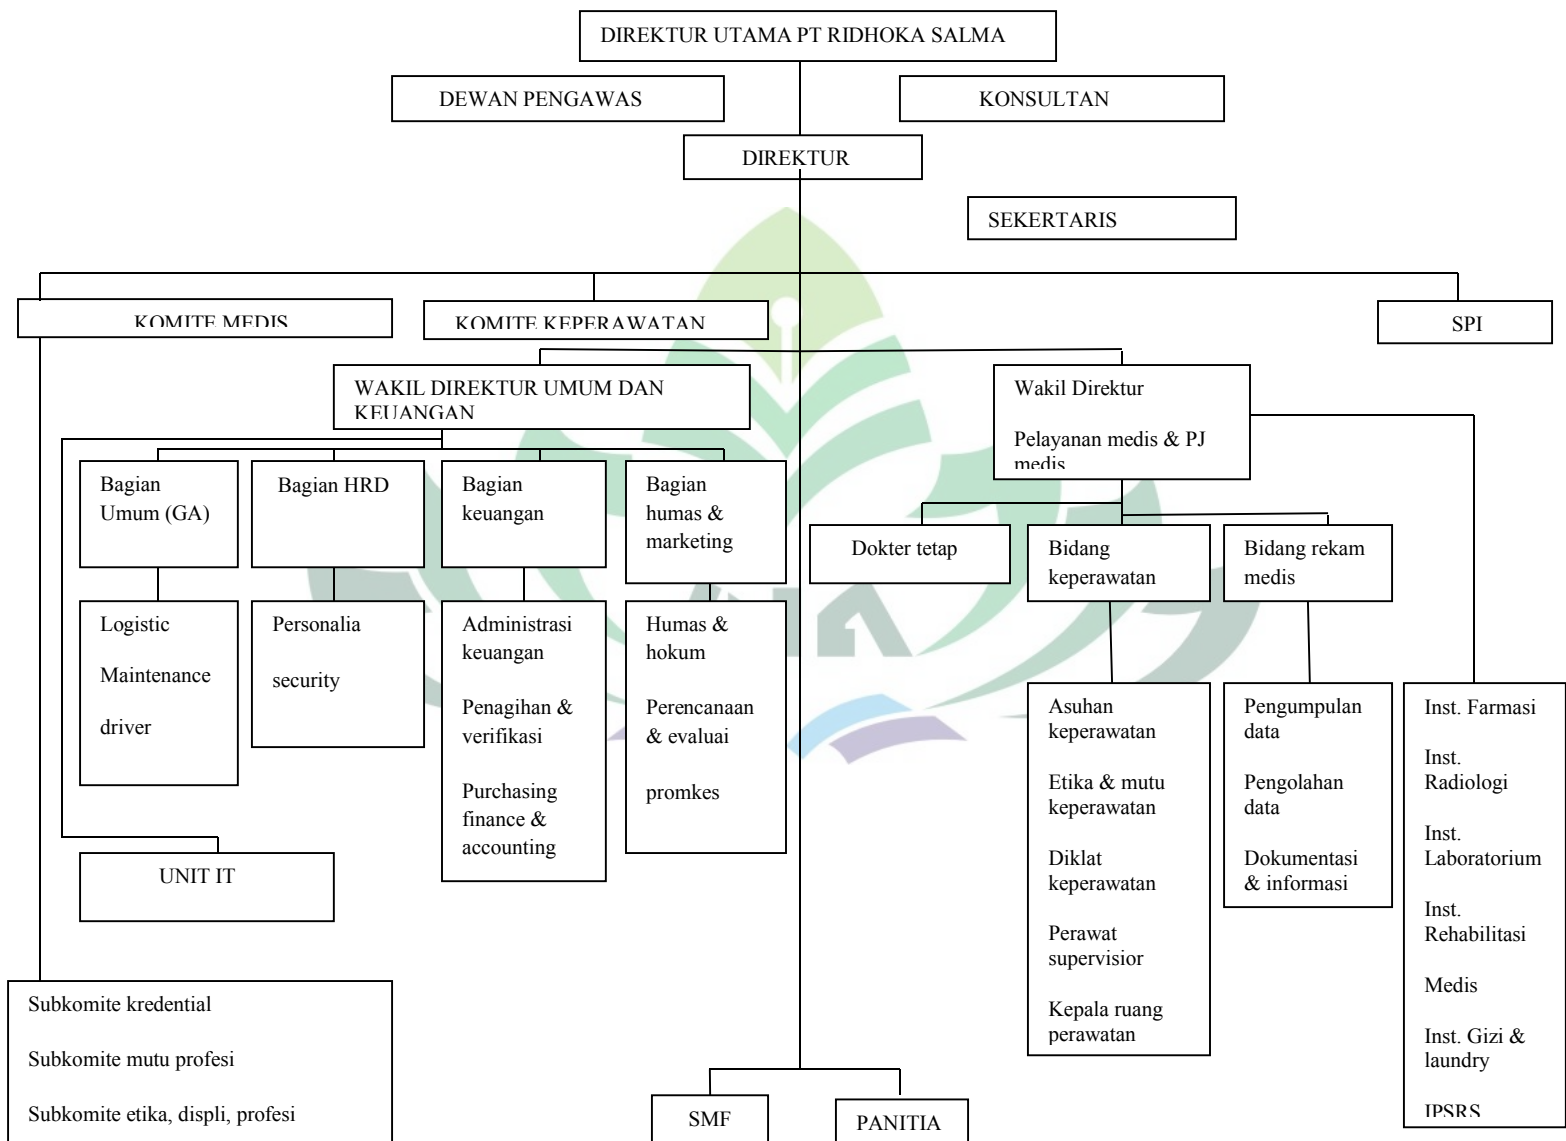 DIREKTUR UTAMA PT RIDHOKA SALMA
DEWAN PENGAWAS
KONSULTAN
DIREKTUR
SEKERTARIS
KOMITE MEDIS
KOMITE KEPERAWATAN
SPI
WAKIL DIREKTUR UMUM DAN
KEUANGAN
Wakil Direktur
Pelayanan medis & PJ
medis
Bagian
Umum (GA)
Bagian HRD
Bagian
keuangan
Bagian
humas &
marketing
Dokter tetap
Bidang
keperawatan
Bidang rekam
medis
Logistic
Maintenance
driver
Personalia
security
Administrasi
keuangan
Penagihan &
verifikasi
Purchasing
finance &
accounting
Humas &
hokum
Perencanaan
& evaluai
promkes
Asuhan
keperawatan
Etika & mutu
keperawatan
Diklat
keperawatan
Perawat
supervisior
Kepala ruang
perawatan
Pengumpulan
data
Pengolahan
data
Dokumentasi
& informasi
Inst. Farmasi
Inst.
Radiologi
Inst.
Laboratorium
Inst.
Rehabilitasi
Medis
Inst. Gizi &
laundry
IPSRS
UNIT IT
Subkomite kredential
Subkomite mutu profesi
Subkomite etika, displi, profesi
SMF
PANITIA